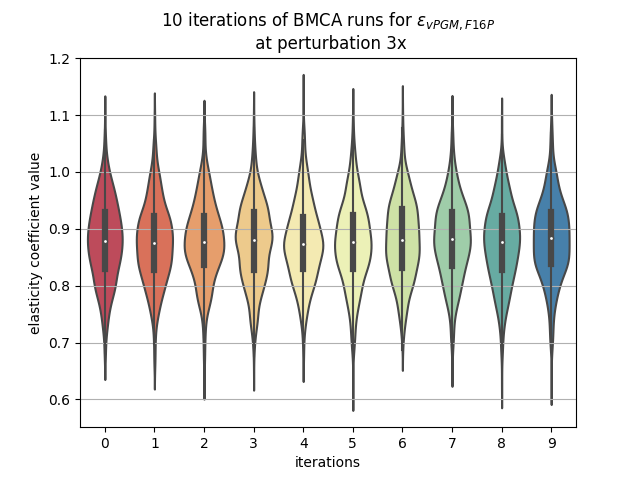 10 iterations of BMCA runs for ε_{vPGM,F16P}
at perturbation 3x
1.2
1.1
1.0
0.9
0.8
0.7
0.6
elasticity coefficient value
0 1 2 3 4 5 6 7 8 9
iterations